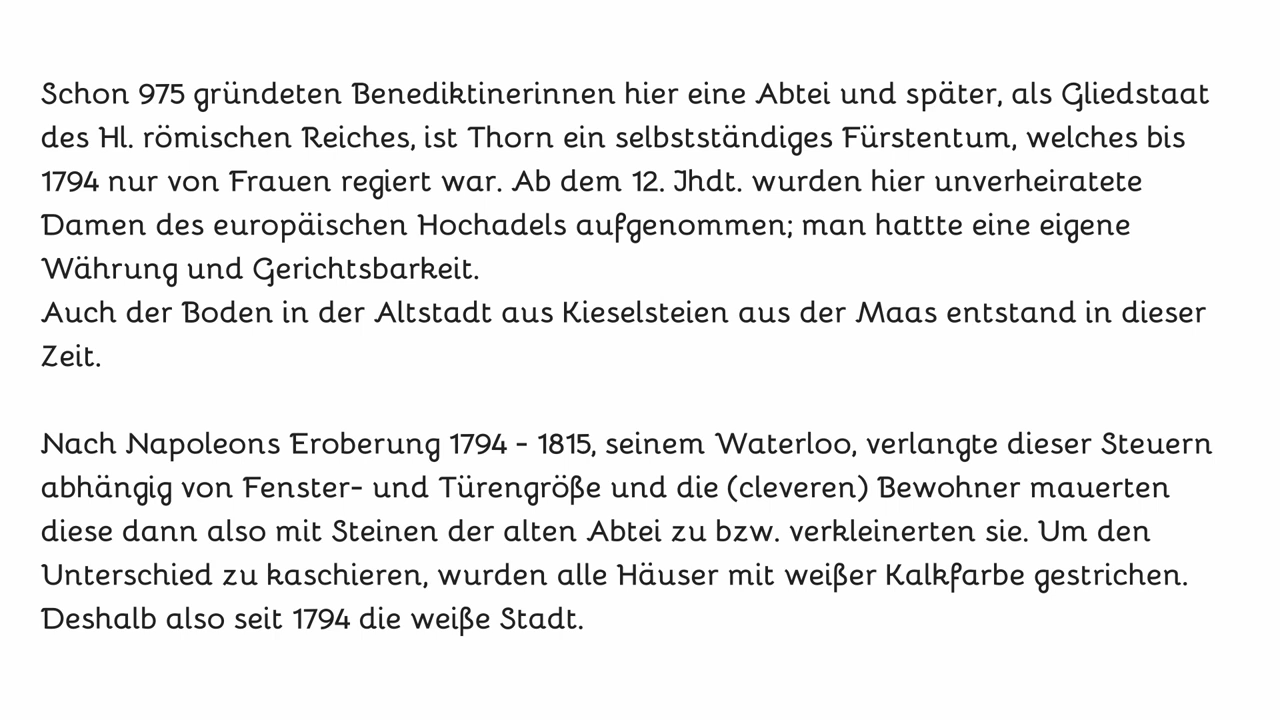 Schon 975 gründeten Benediktinerinnen hier eine Abtei und später, als Gliedstaat
des Hl. römischen Reiches, ist Thorn ein selbstständiges Fürstentum, welches bis
1794 nur von Frauen regiert war. Ab dem 12. Jhdt. wurden hier unverheiratete
Damen des europäischen Hochadels aufgenommen; man hattte eine eigene
Währung und Gerichtsbarkeit.
Auch der Boden in der Altstadt aus Kieselsteien aus der Maas entstand in dieser
Zeit.
Nach Napoleons Eroberung 1794 - 1815, seinem Waterloo, verlangte dieser Steuern
abhängig von Fenster- und Türengröße und die (cleveren) Bewohner mauerten
diese dann also mit Steinen der alten Abtei zu bzw. verkleinerten sie. Um den
Unterschied zu kaschieren, wurden alle Häuser mit weißer Kalkfarbe gestrichen.
Deshalb also seit 1794 die weiße Stadt.